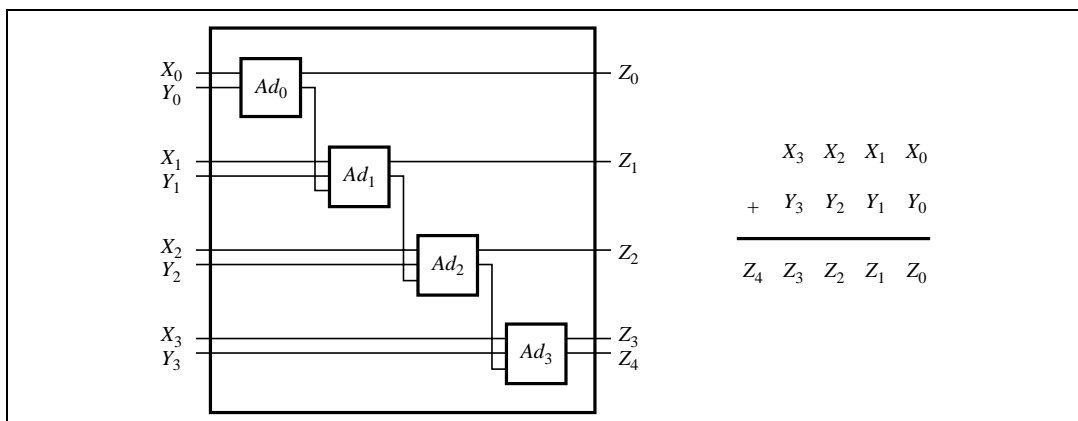 X₀
Y₀
Ad₀
Z₀
X₁
Y₁
Ad₁
Z₁
X₂
Y₂
Ad₂
Z₂
X₃
Y₃
Ad₃
Z₃
Z₄
X₃ X₂ X₁ X₀
+ Y₃ Y₂ Y₁ Y₀
Z₄ Z₃ Z₂ Z₁ Z₀